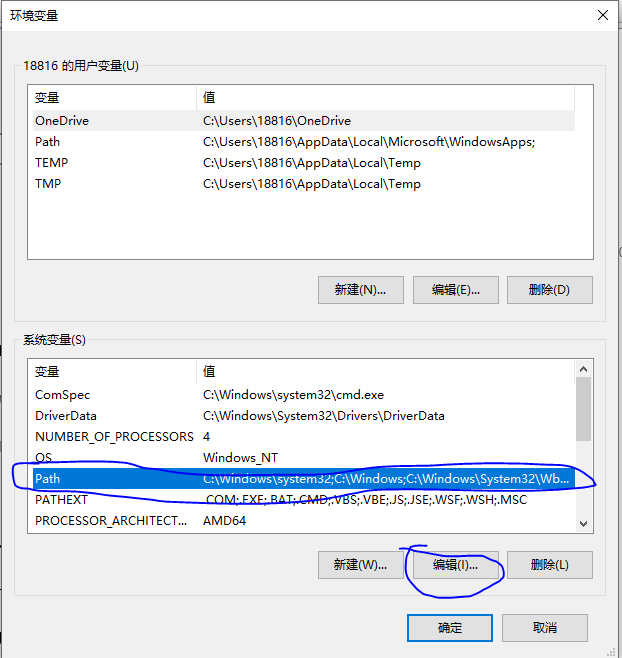 环境变量
18816 的用户变量(U)
变量 值
OneDrive C:\Users\18816\OneDrive
Path C:\Users\18816\AppData\Local\Microsoft\WindowsApps;
TEMP C:\Users\18816\AppData\Local\Temp
TMP C:\Users\18816\AppData\Local\Temp
新建(N)... 编辑(E)... 删除(D)
系统变量(S)
变量 值
ComSpec C:\Windows\system32\cmd.exe
DriverData C:\Windows\System32\Drivers\DriverData
NUMBER_OF_PROCESSORS 4
OS Windows_NT
Path C:\Windows\system32;C:\Windows;C:\Windows\System32\Wb...
PATHEXT .COM;.EXE;.BAT;.CMD;.VBS;.VBE;.JS;.JSE;.WSF;.WSH;.MSC
PROCESSOR_ARCHITECT... AMD64
新建(W)... 编辑(I)... 删除(L)
确定 取消